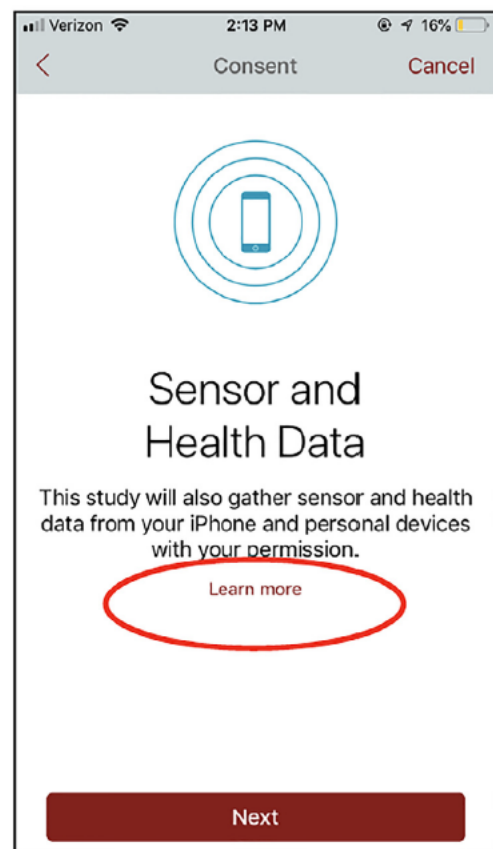 Verizon 2:13 PM 16%
Consent Cancel
Sensor and
Health Data
This study will also gather sensor and health
data from your iPhone and personal devices
with your permission.
Learn more
Next